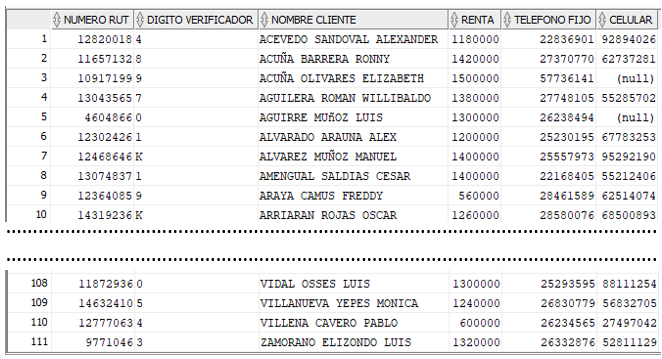 NUMERO RUT DIGITO VERIFICADOR NOMBRE CLIENTE RENTA TELEFONO FIJO CELULAR
1 12820018 4 ACEVEDO SANDOVAL ALEXANDER 1180000 22836901 92894026
2 11657132 8 ACUÑA BARRERA RONNY 1420000 27370770 62737281
3 10917199 9 ACUÑA OLIVARES ELIZABETH 1500000 57736141 (null)
4 13043565 7 AGUILERA ROMAN WILLIBALDO 1380000 27748105 55285702
5 4604866 0 AGUIRRE MUñOZ LUIS 1300000 26238494 (null)
6 12302426 1 ALVARADO ARAUNA ALEX 1200000 25230195 67783253
7 12468646 K ALVAREZ MUÑOZ MANUEL 1400000 25557973 95292190
8 13074837 1 AMENGUAL SALDIAS CESAR 1400000 22168405 55212406
9 12364085 9 ARAYA CAMUS FREDDY 560000 28461589 62514074
10 14319236 K ARRIARAN ROJAS OSCAR 1260000 28580076 68500893
108 11872936 0 VIDAL OSSES LUIS 1300000 25293595 88111254
109 14632410 5 VILLANUEVA YEPES MONICA 1240000 26830779 56832705
110 12777063 4 VILLENA CAVERO PABLO 600000 26234565 27497042
111 9771046 3 ZAMORANO ELIZONDO LUIS 1320000 26332876 52811129